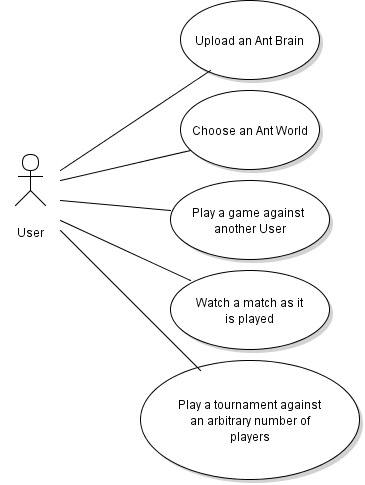 Upload an Ant Brain
Choose an Ant World
Play a game against
another User
User
Watch a match as it
is played
Play a tournament against
an arbitrary number of
players